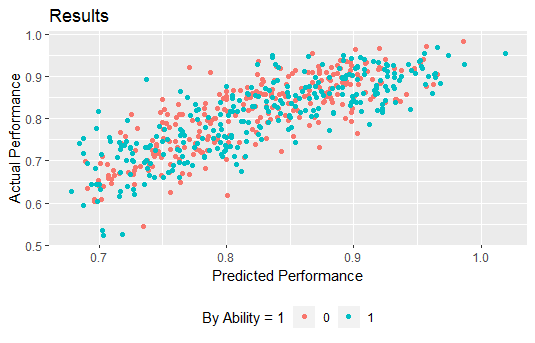 Results
1.0
0.9
0.8
0.7
0.6
0.5
Actual Perfomance
0.7 0.8 0.9 1.0
Predicted Performance
By Ability = 1 0 1